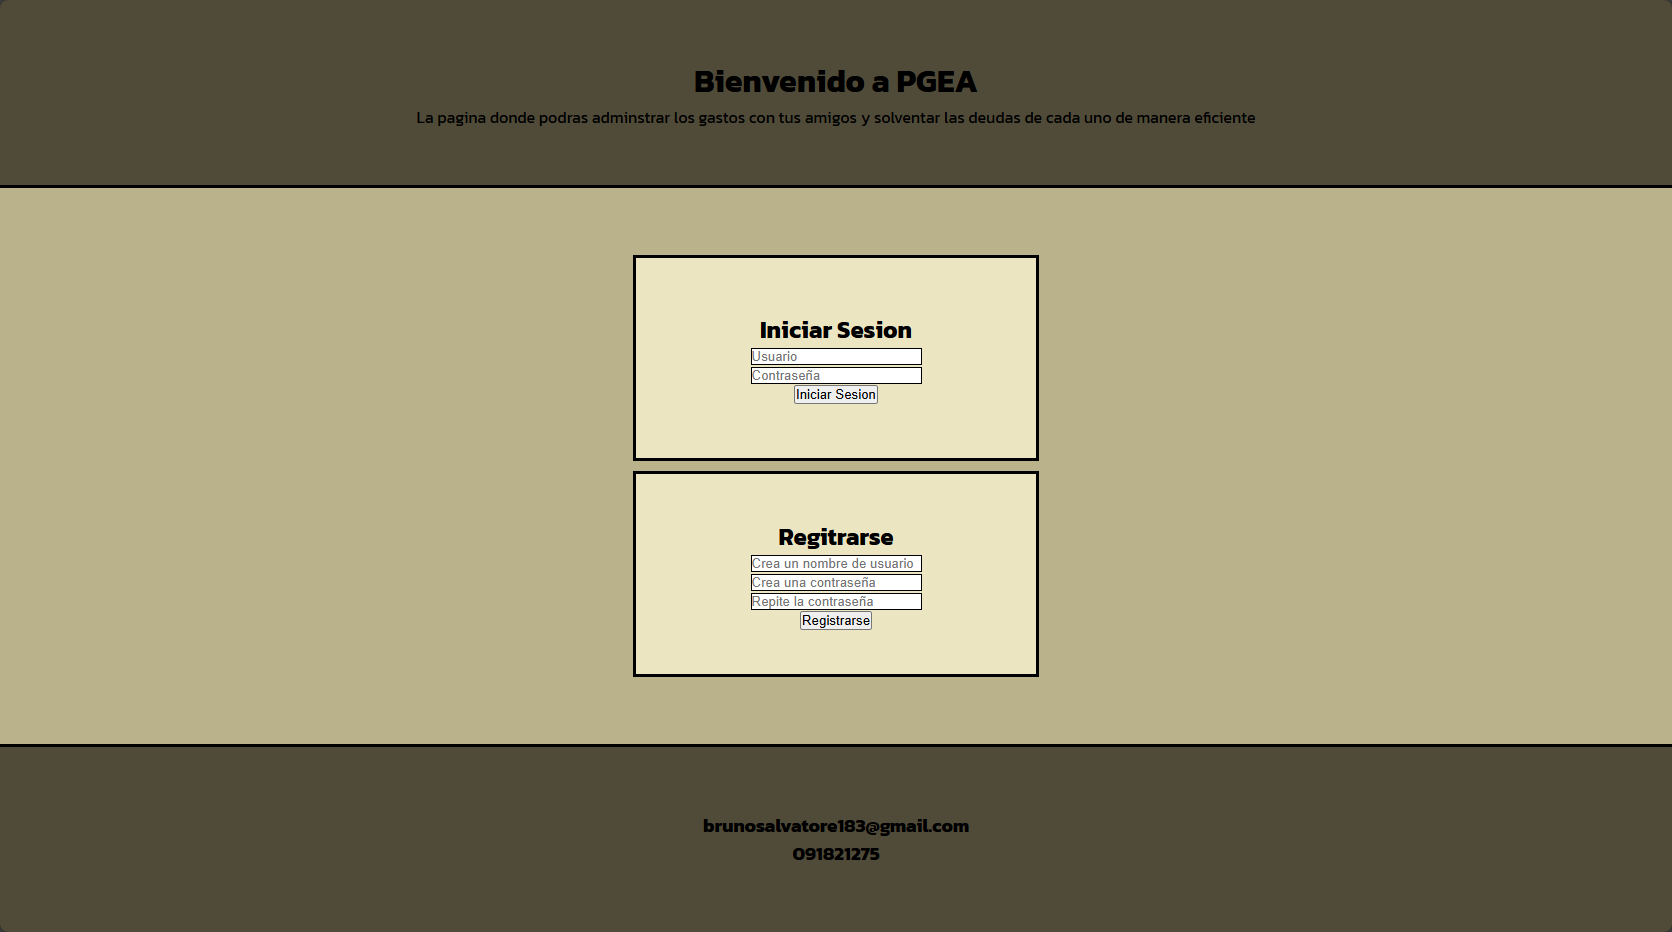 Bienvenido a PGEA
La pagina donde podras adminstrar los gastos con tus amigos y solventar las deudas de cada uno de manera eficiente
Iniciar Sesion
Usuario
Contraseña
Iniciar Sesion
Regitrarse
Crea un nombre de usuario
Crea una contraseña
Repite la contraseña
Registrarse
brunosalvatore183@gmail.com
091821275